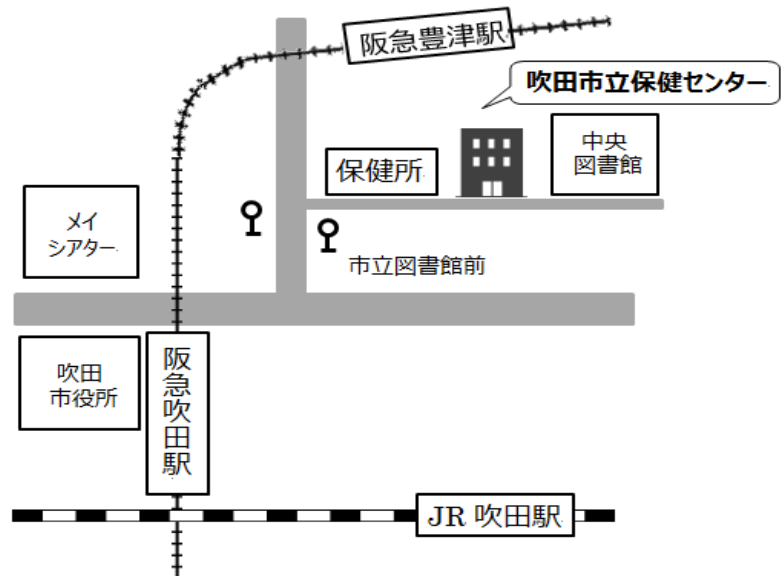 阪急豊津駅
吹田市立保健センター
中央
図書館
保健所
メイ
シアター
市立図書館前
吹田
市役所
阪急吹田駅
JR 吹田駅